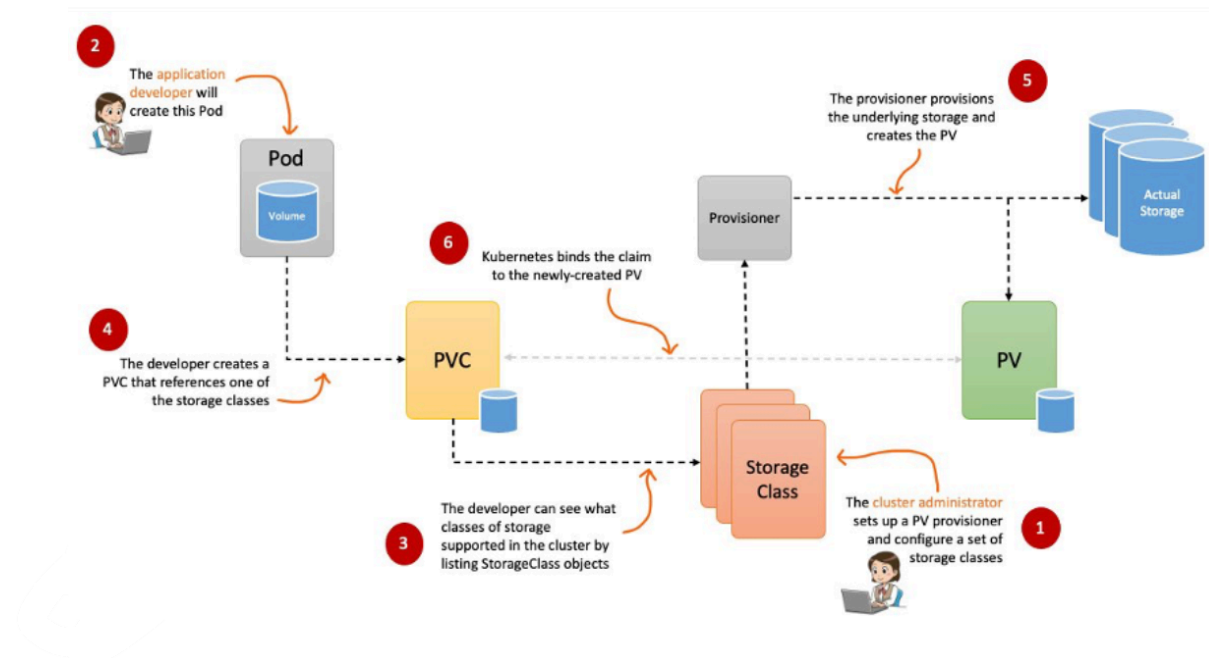 2
The application
developer will
create this Pod
Pod
Volume
5
The provisioner provisions
the underlying storage and
creates the PV
Actual
Storage
Provisioner
6
Kubernetes binds the claim
to the newly-created PV
4
The developer creates a
PVC that references one of
the storage classes
PVC
PV
Storage
Class
3
The developer can see what
classes of storage
supported in the cluster by
listing StorageClass objects
1
The cluster administrator
sets up a PV provisioner
and configure a set of
storage classes